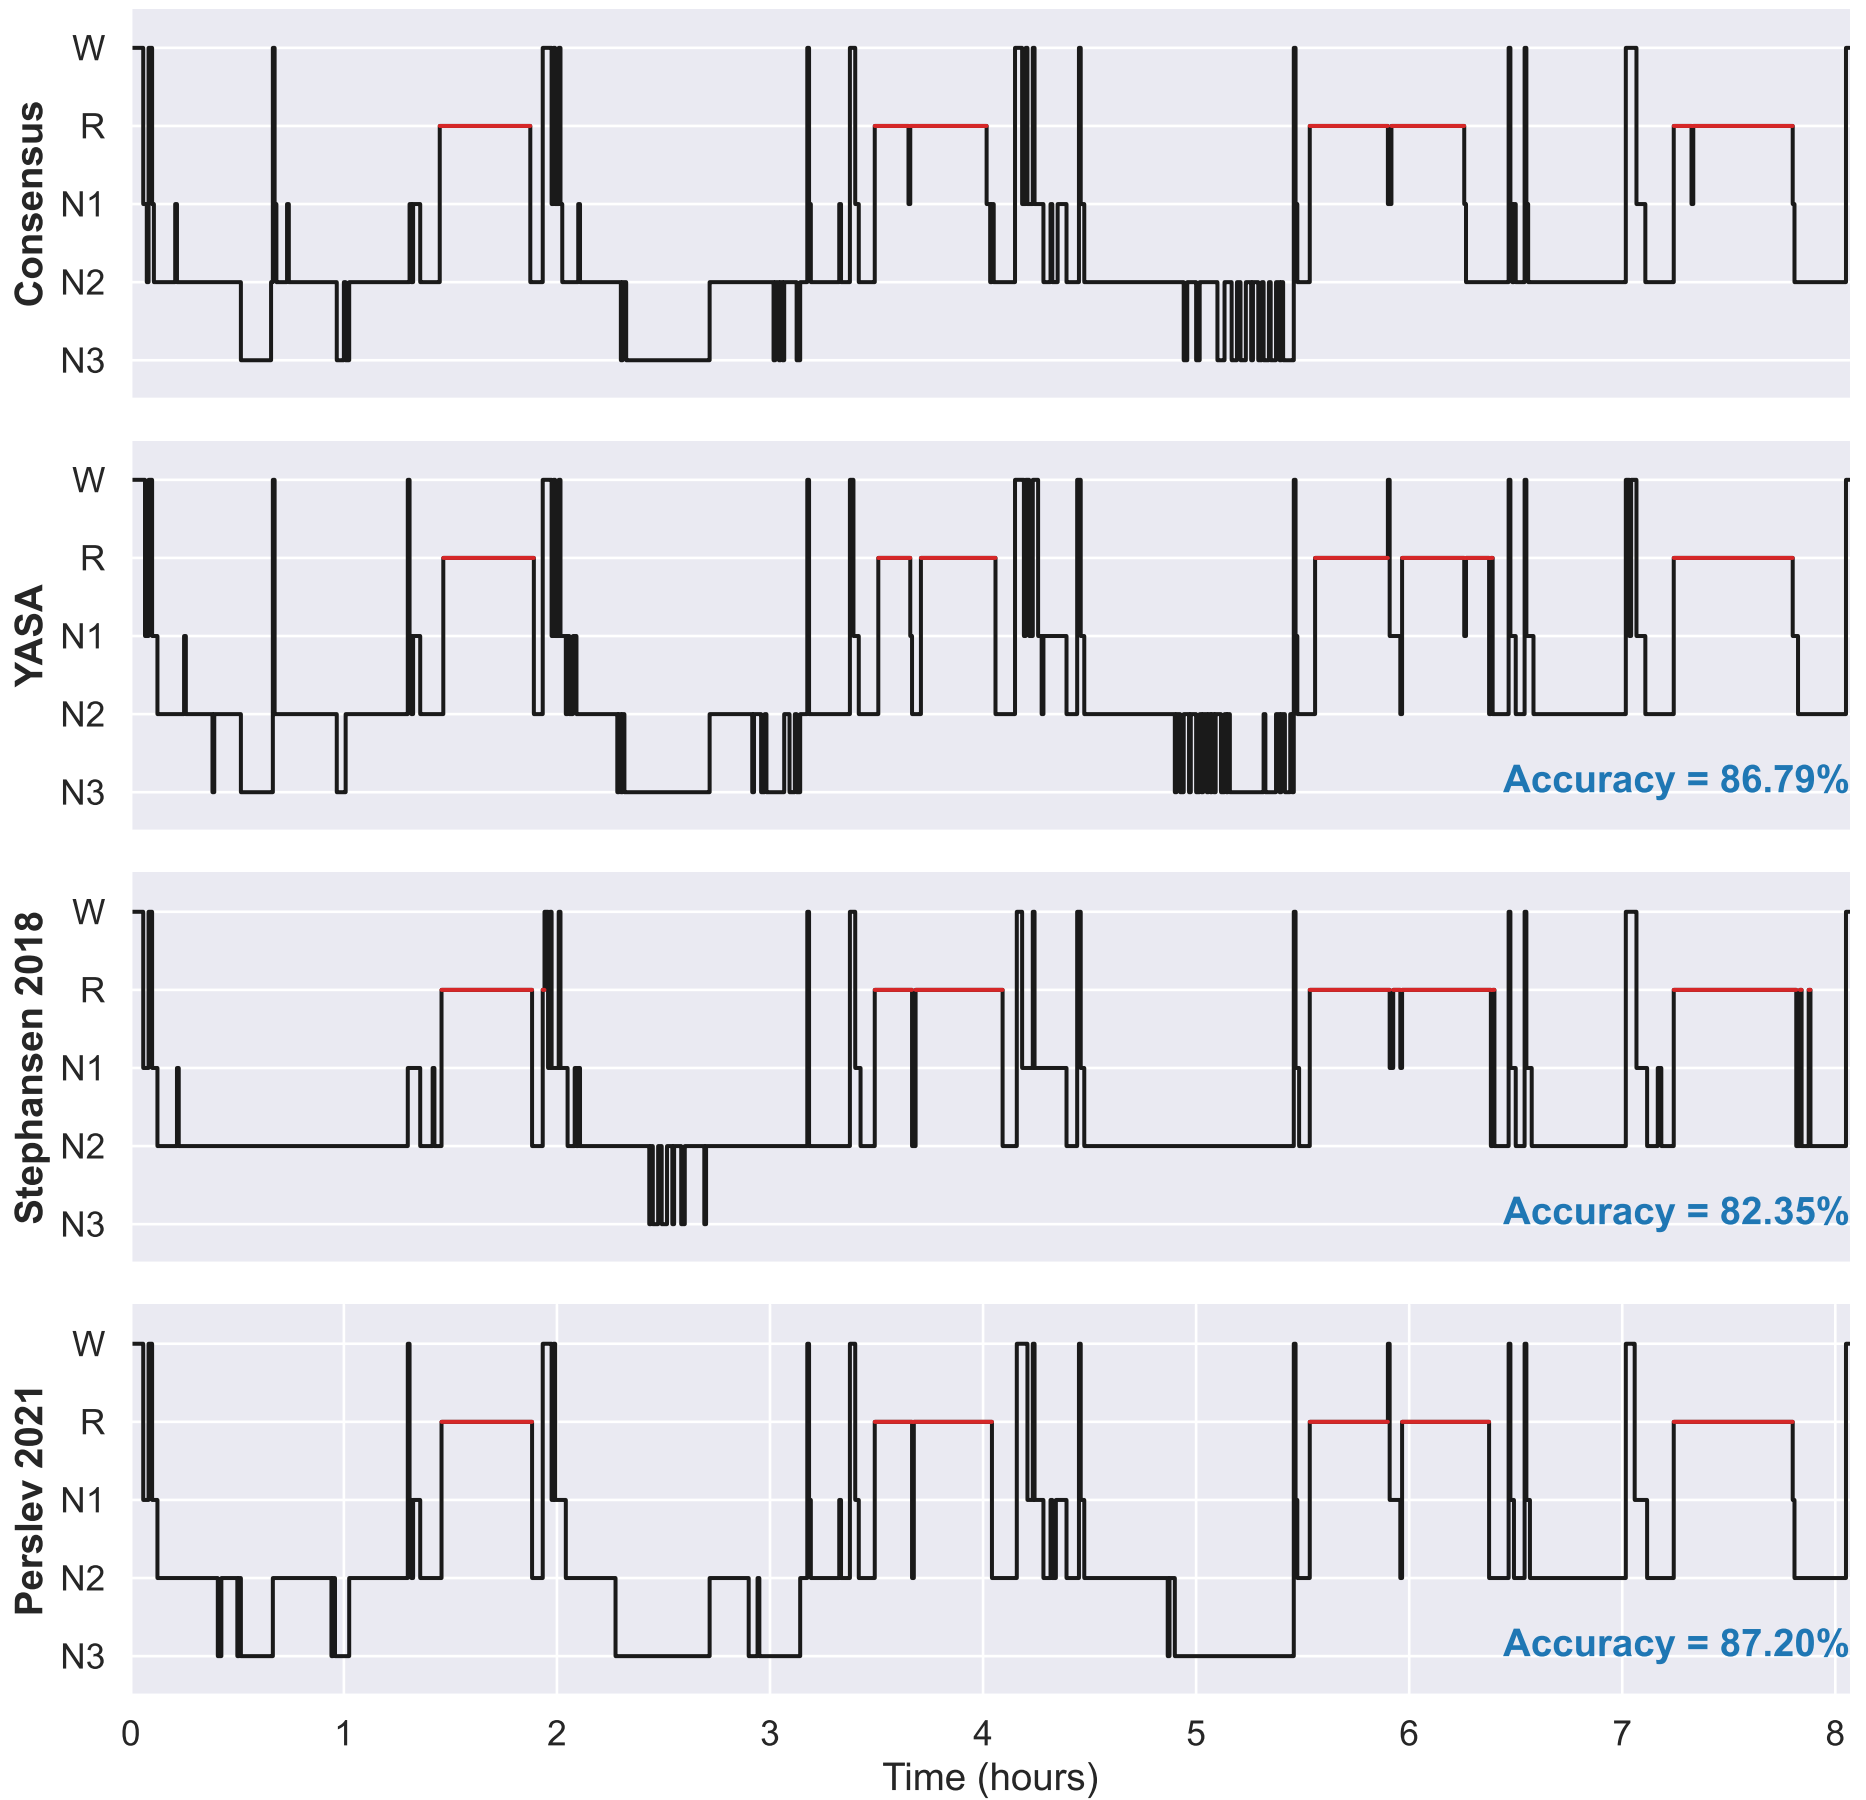 Consensus
W
R
N1
N2
N3
YASA
W
R
N1
N2
N3
Accuracy = 86.79%
Stephansen 2018
W
R
N1
N2
N3
Accuracy = 82.35%
Perslev 2021
W
R
N1
N2
N3
Accuracy = 87.20%
0 1 2 3 4 5 6 7 8
Time (hours)